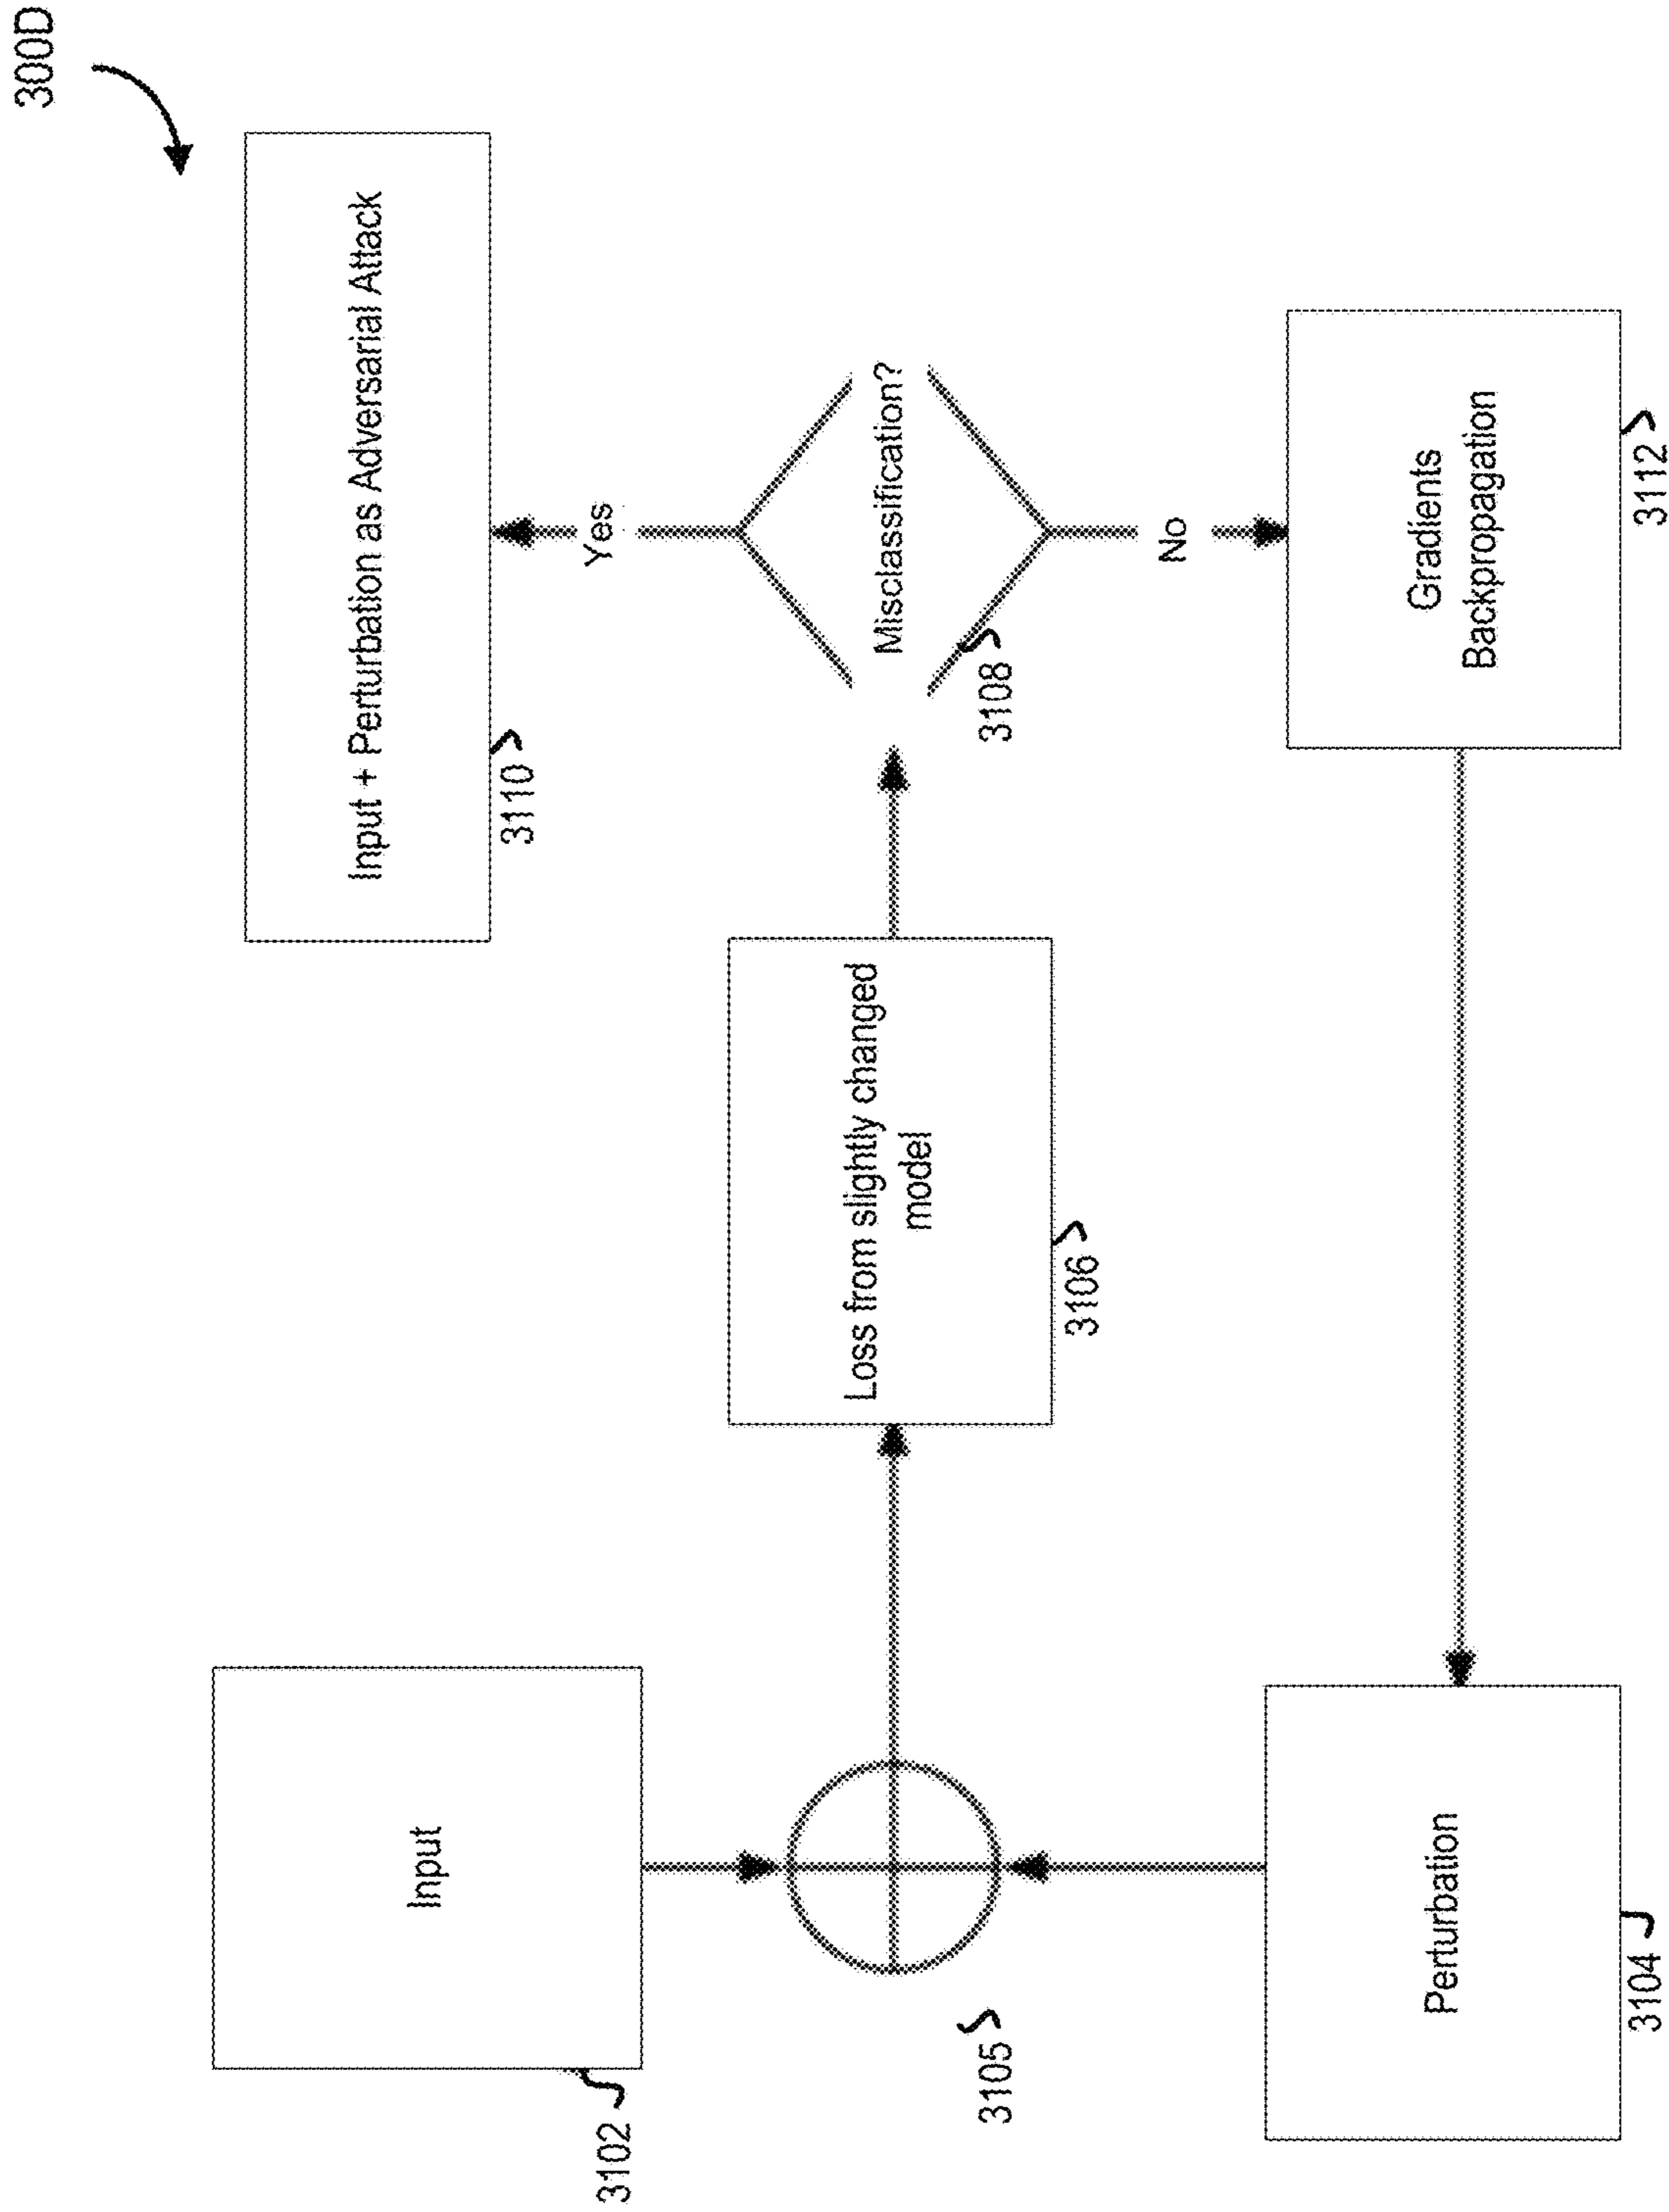 300D
Input
3102
3105
Perturbation
3104
Loss from slightly changed
model
3106
Input + Perturbation as Adversarial Attack
3110
Yes
Misclassification?
3108
No
Gradients
Backpropagation
3112